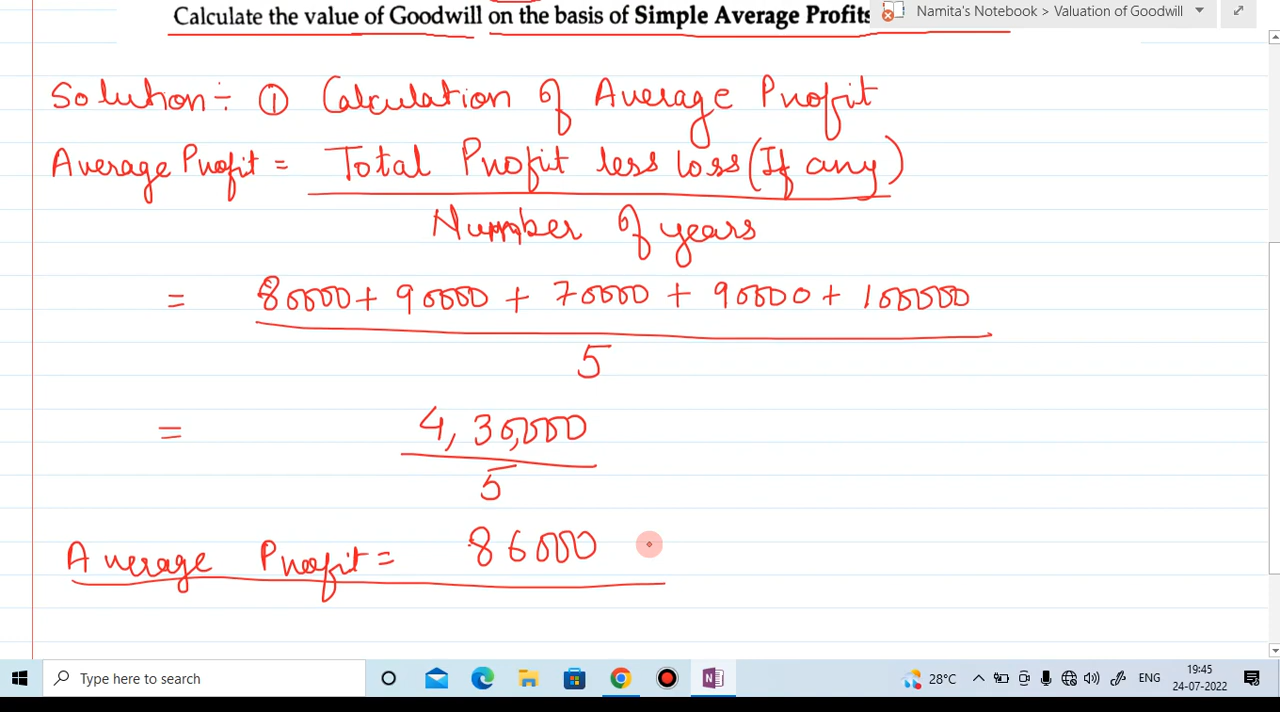 Calculate the value of Goodwill on the basis of Simple Average Profits
Namita's Notebook > Valuation of Goodwill
Solution:- ① Calculation of Average Profit
Average Profit = Total Profit less loss (If any)
Number of years
= 80000 + 90000 + 70000 + 90000 + 100000
5
= 4,30,000
5
Average Profit = 86000
Type here to search
28°C
ENG
19:45
24-07-2022